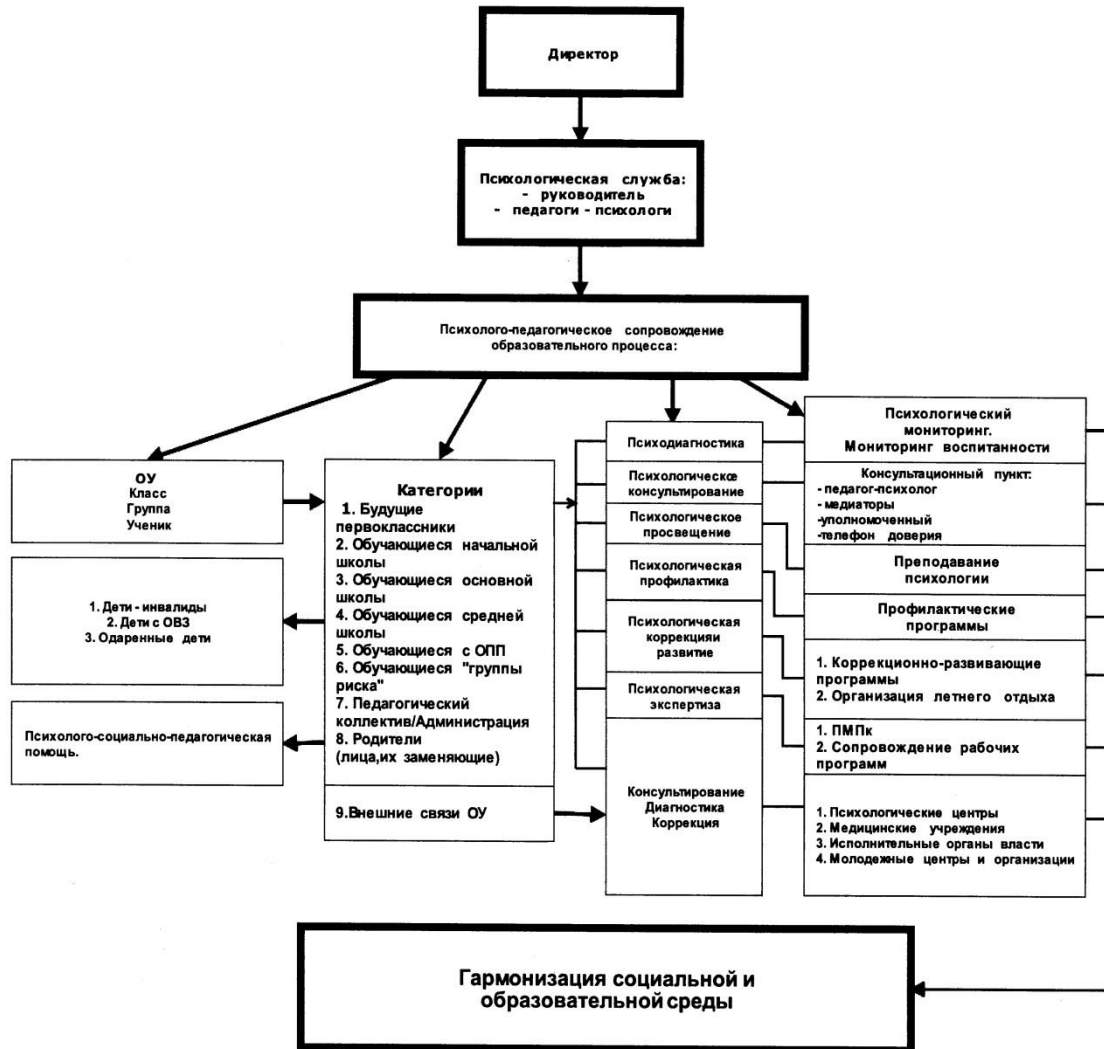 Директор
Психологическая служба:
- руководитель
- педагоги - психологи
Психолого-педагогическое сопровождение
образовательного процесса:
ОУ
Класс
Группа
Ученик
1. Дети - инвалиды
2. Дети с ОВЗ
3. Одаренные дети
Психолого-социально-педагогическая
помощь.
Категории
1. Будущие
первоклассники
2. Обучающиеся начальной
школы
3. Обучающиеся основной
школы
4. Обучающиеся средней
школы
5. Обучающиеся с ОПП
6. Обучающиеся "группы
риска"
7. Педагогический
коллектив/Администрация
8. Родители
(лица,их заменяющие)
9.Внешние связи ОУ
Психодиагностика
Психологическое
консультирование
Психологическое
просвещение
Психологическая
профилактика
Психологическая
коррекцияи
развитие
Психологическая
экспертиза
Консультирование
Диагностика
Коррекция
Психологический
мониторинг.
Мониторинг воспитанности
Консультационный пункт:
- педагог-психолог
- медиаторы
-уполномоченный
-телефон доверия
Преподавание
психологии
Профилактические
программы
1. Коррекционно-развивающие
программы
2. Организация летнего отдыха
1. ПМПк
2. Сопровождение рабочих
программ
1. Психологические центры
2. Медицинские учреждения
3. Исполнительные органы власти
4. Молодежные центры и организации
Гармонизация социальной и
образовательной среды